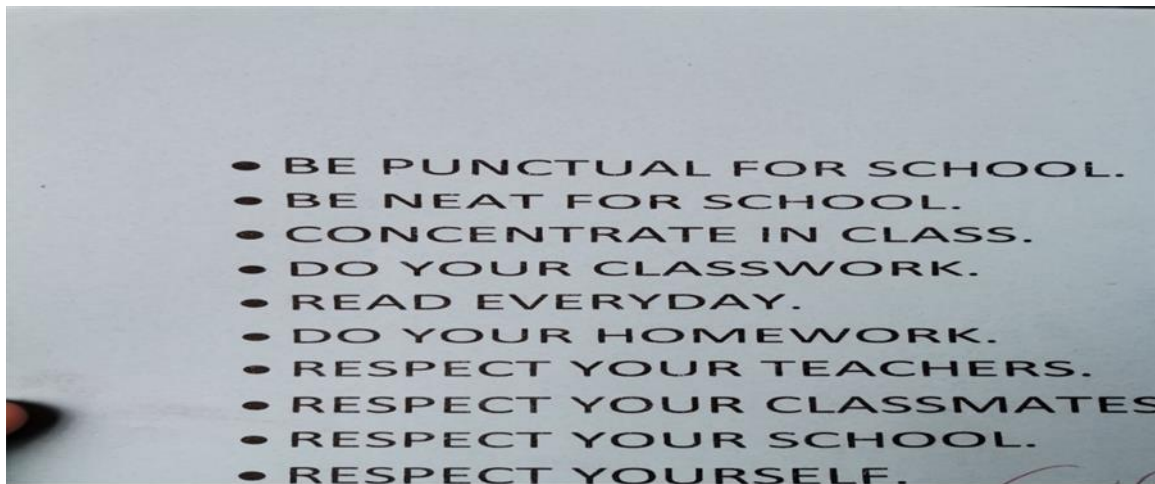 • BE PUNCTUAL FOR SCHOOL.
• BE NEAT FOR SCHOOL.
• CONCENTRATE IN CLASS.
• DO YOUR CLASSWORK.
• READ EVERYDAY.
• DO YOUR HOMEWORK.
• RESPECT YOUR TEACHERS.
• RESPECT YOUR CLASSMATES
• RESPECT YOUR SCHOOL.
• RESPECT YOURSELF.